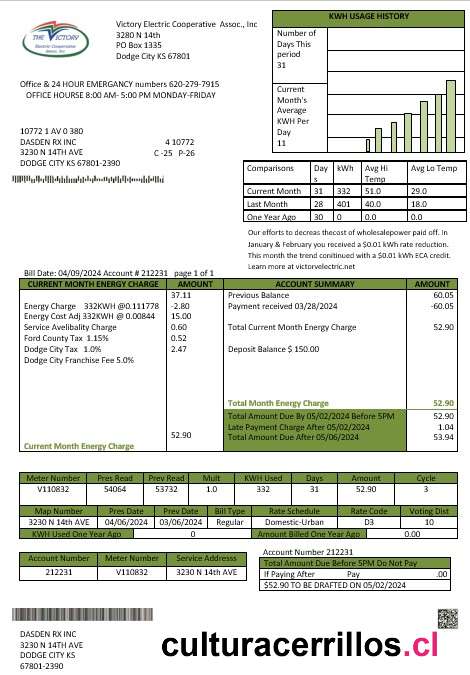 THE VICTORY
Electric Cooperative
Assoc., Inc.
Victory Electric Cooperative  Assoc., Inc
3280 N 14th
PO Box 1335
Dodge City KS 67801
Office & 24 HOUR EMERGANCY numbers 620-279-7915
OFFICE HOURSE 8:00 AM- 5:00 PM MONDAY-FRIDAY
KWH USAGE HISTORY
Number of
Days This
period
31
Current
Month's
Average
KWH Per
Day
11
10772 1 AV 0 380
DASDEN RX INC 4 10772
3230 N 14TH AVE C -25 P-26
DODGE CITY KS 67801-2390
Comparisons Day s kWh Avg Hi Temp Avg Lo Temp
Current Month 31 332 51.0 29.0
Last Month 28 401 40.0 18.0
One Year Ago 30 0 0.0 0.0
Our efforts to decreas thecost of wholesalepower paid off. In
January & February you received a $0.01 kWh rate reduction.
This month the trend conitinued with a $0.01 kWh ECA credit.
Learn more at victorvelectric.net
Bill Date: 04/09/2024 Account # 212231 page 1 of 1
CURRENT MONTH ENERGY CHARGE AMOUNT ACCOUNT SUMMARY AMOUNT
37.11 Previous Balance 60.05
Energy Charge 332KWH @0.111778 -2.80 Payment received 03/28/2024 -60.05
Energy Cost Adj 332KWH @ 0.00844 15.00
Service Avelibality Charge 0.60 Total Current Month Energy Charge 52.90
Ford County Tax 1.15% 0.52
Dodge City Tax 1.0% 2.47 Deposit Balance $ 150.00
Dodge City Franchise Fee 5.0%
Total Month Energy Charge 52.90
Total Amount Due By 05/02/2024 Before 5PM 52.90
Late Payment Charge After 05/02/2024 1.04
52.90 Total Amount Due After 05/06/2024 53.94
Current Month Energy Charge
Meter Number Pres Read Prev Read Mult KWH Used Days Amount Cycle
V110832 54064 53732 1.0 332 31 52.90 3
Map Number Pres Date Prev Date Bill Type Rate Schedule Rate Code Voting Dist
3230 N 14th AVE 04/06/2024 03/06/2024 Regular Domestic-Urban D3 10
KWH Used One Year Ago 0 Amount Billed One Year Ago 0.00
Account Number Meter Number Service Addresss
212231 V110832 3230 N 14th AVE
Account Number 212231
Total Amount Due Before 5PM Do Not Pay
If Paying After Pay .00
$52.90 TO BE DRAFTED ON 05/02/2024
DASDEN RX INC
3230 N 14TH AVE
DODGE CITY KS
67801-2390
culturacerrillos.cl